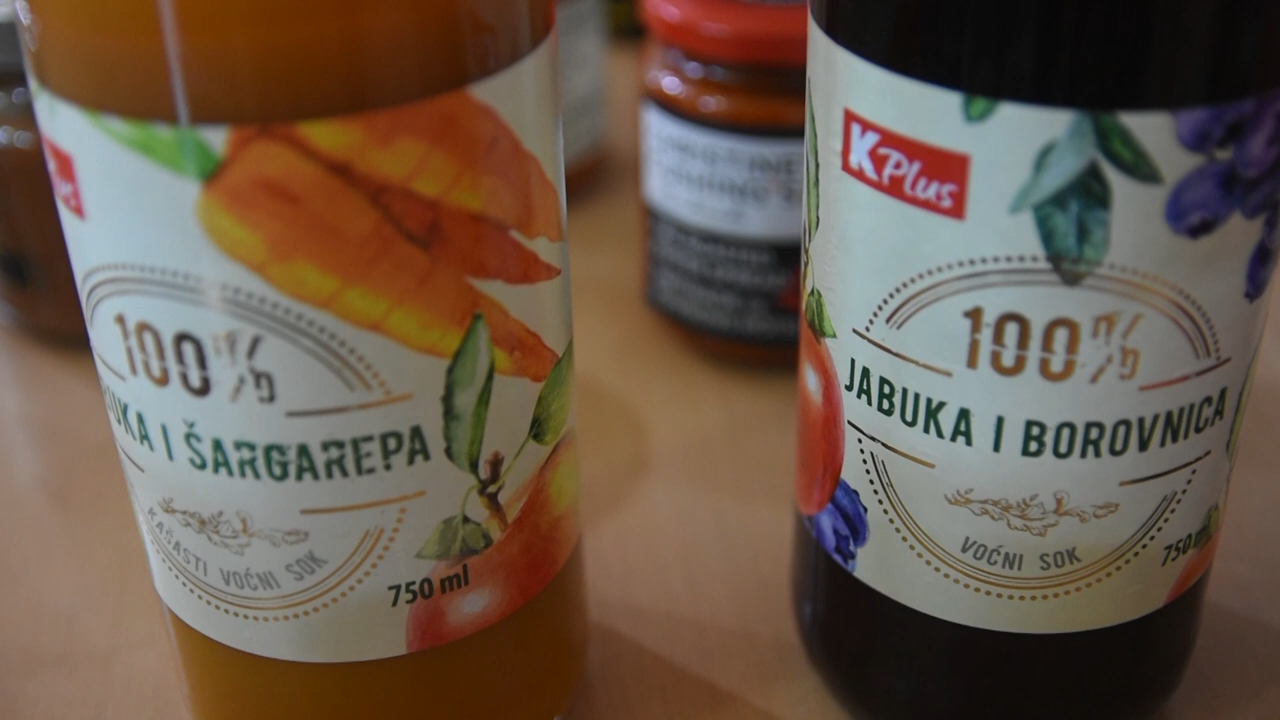 100%
UKA I ŠARGAREPA
KAŠASTI VOĆNI SOK
750 ml
K Plus
100%
JABUKA I BOROVNICA
VOĆNI SOK
750